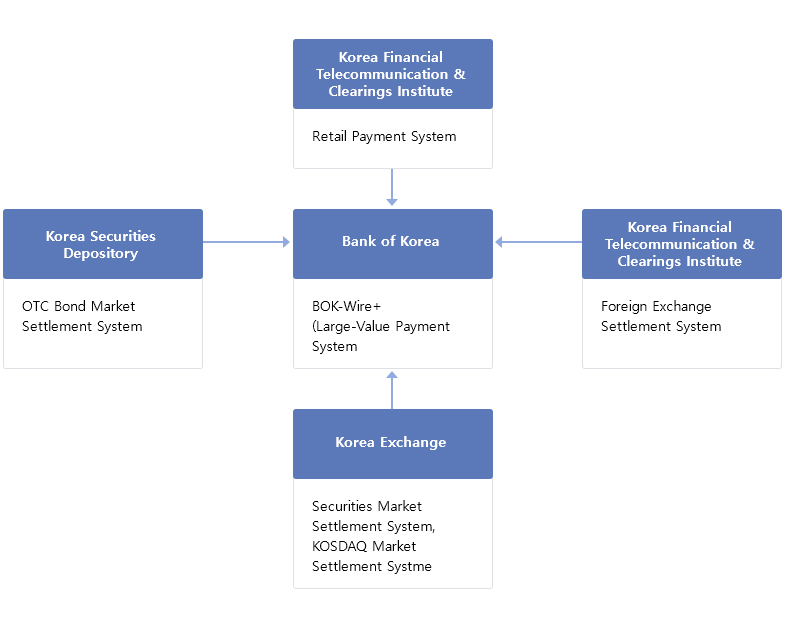 Korea Financial
Telecommunication &
Clearings Institute
Retail Payment System
Korea Securities
Depository
OTC Bond Market
Settlement System
Bank of Korea
BOK-Wire+
(Large-Value Payment
System
Korea Financial
Telecommunication &
Clearings Institute
Foreign Exchange
Settlement System
Korea Exchange
Securities Market
Settlement System,
KOSDAQ Market
Settlement Systme